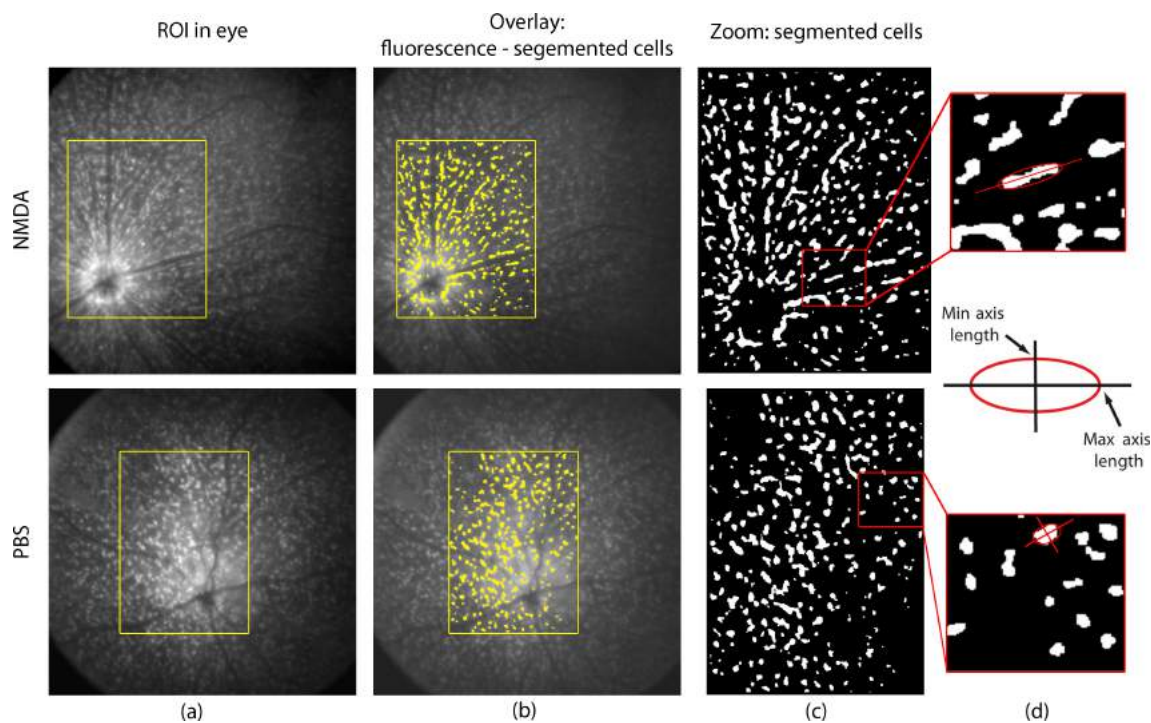 ROI in eye
Overlay:
fluorescence - segemented cells
Zoom: segmented cells
NMDA
Min axis
length
Max axis
length
PBS
(a)
(b)
(c)
(d)